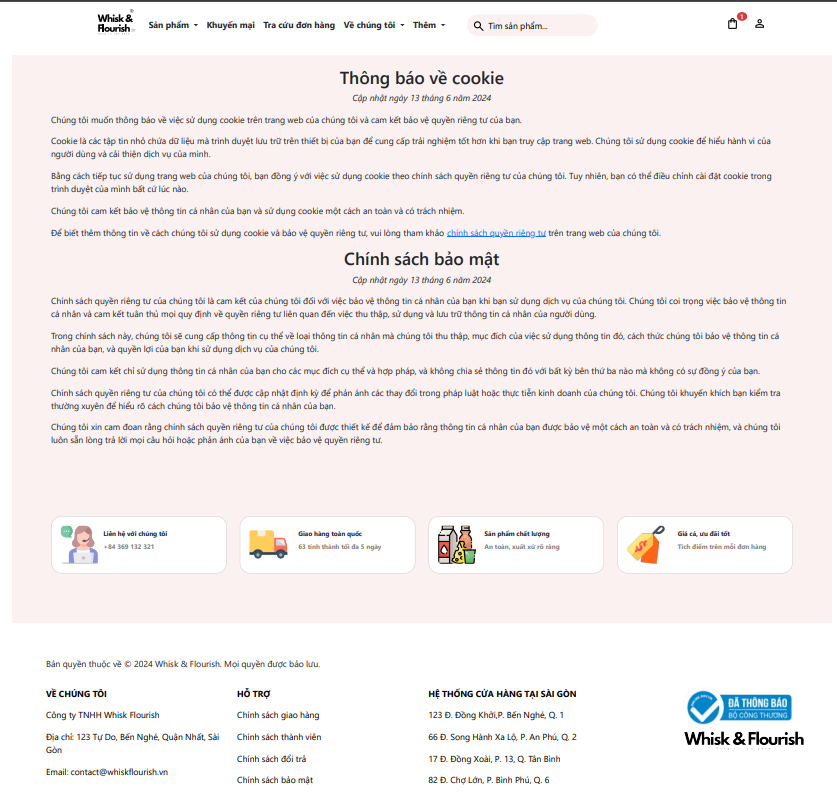 Whisk &
Flourish
Sản phẩm
Khuyến mại
Tra cứu đơn hàng
Về chúng tôi
Thêm
Tìm sản phẩm...
1
Thông báo về cookie
Cập nhật ngày 13 tháng 6 năm 2024
Chúng tôi muốn thông báo về việc sử dụng cookie trên trang web của chúng tôi và cam kết bảo vệ quyền riêng tư của bạn.
Cookie là các tập tin nhỏ chứa dữ liệu mà trình duyệt lưu trữ trên thiết bị của bạn để cung cấp trải nghiệm tốt hơn khi bạn truy cập trang web. Chúng tôi sử dụng cookie để hiểu hành vi của
người dùng và cải thiện dịch vụ của mình.
Bằng cách tiếp tục sử dụng trang web của chúng tôi, bạn đồng ý với việc sử dụng cookie theo chính sách quyền riêng tư của chúng tôi. Tuy nhiên, bạn có thể điều chỉnh cài đặt cookie trong
trình duyệt của mình bất cứ lúc nào.
Chúng tôi cam kết bảo vệ thông tin cá nhân của bạn và sử dụng cookie một cách an toàn và có trách nhiệm.
Để biết thêm thông tin về cách chúng tôi sử dụng cookie và bảo vệ quyền riêng tư, vui lòng tham khảo chính sách quyền riêng tư trên trang web của chúng tôi.
Chính sách bảo mật
Cập nhật ngày 13 tháng 6 năm 2024
Chính sách quyền riêng tư của chúng tôi là cam kết của chúng tôi đối với việc bảo vệ thông tin cá nhân của bạn khi bạn sử dụng dịch vụ của chúng tôi. Chúng tôi coi trọng việc bảo vệ thông tin
cá nhân và cam kết tuân thủ mọi quy định về quyền riêng tư liên quan đến việc thu thập, sử dụng và lưu trữ thông tin cá nhân của người dùng.
Trong chính sách này, chúng tôi sẽ cung cấp thông tin cụ thể về loại thông tin cá nhân mà chúng tôi thu thập, mục đích của việc sử dụng thông tin đó, cách thức chúng tôi bảo vệ thông tin cá
nhân của bạn, và quyền lợi của bạn khi sử dụng dịch vụ của chúng tôi.
Chúng tôi cam kết chỉ sử dụng thông tin cá nhân của bạn cho các mục đích cụ thể và hợp pháp, và không chia sẻ thông tin đó với bất kỳ bên thứ ba nào mà không có sự đồng ý của bạn.
Chính sách quyền riêng tư của chúng tôi có thể được cập nhật định kỳ để phản ánh các thay đổi trong pháp luật hoặc thực tiễn kinh doanh của chúng tôi. Chúng tôi khuyến khích bạn kiểm tra
thường xuyên để hiểu rõ cách chúng tôi bảo vệ thông tin cá nhân của bạn.
Chúng tôi xin cam đoan rằng chính sách quyền riêng tư của chúng tôi được thiết kế để đảm bảo rằng thông tin cá nhân của bạn được bảo vệ một cách an toàn và có trách nhiệm, và chúng tôi
luôn sẵn lòng trả lời mọi câu hỏi hoặc phản ánh của bạn về việc bảo vệ quyền riêng tư.
Liên hệ với chúng tôi
+84 369 132 321
Giao hàng toàn quốc
63 tỉnh thành tối đa 5 ngày
Sản phẩm chất lượng
An toàn, xuất xứ rõ ràng
Giá cả, ưu đãi tốt
Tích điểm trên mỗi đơn hàng
Bản quyền thuộc về © 2024 Whisk & Flourish. Mọi quyền được bảo lưu.
VỀ CHÚNG TÔI
Công ty TNHH Whisk Flourish
Địa chỉ: 123 Tự Do, Bến Nghé, Quận Nhất, Sài
Gòn
Email: contact@whiskflourish.vn
HỖ TRỢ
Chính sách giao hàng
Chính sách thành viên
Chính sách đổi trả
Chính sách bảo mật
HỆ THỐNG CỬA HÀNG TẠI SÀI GÒN
123 Đ. Đồng Khởi,P. Bến Nghé, Q. 1
66 Đ. Song Hành Xa Lộ, P. An Phú, Q. 2
17 Đ. Đồng Xoài, P. 13, Q. Tân Bình
82 Đ. Chợ Lớn, P. Bình Phú, Q. 6
ĐÃ THÔNG BÁO
BỘ CÔNG THƯƠNG
Whisk & Flourish